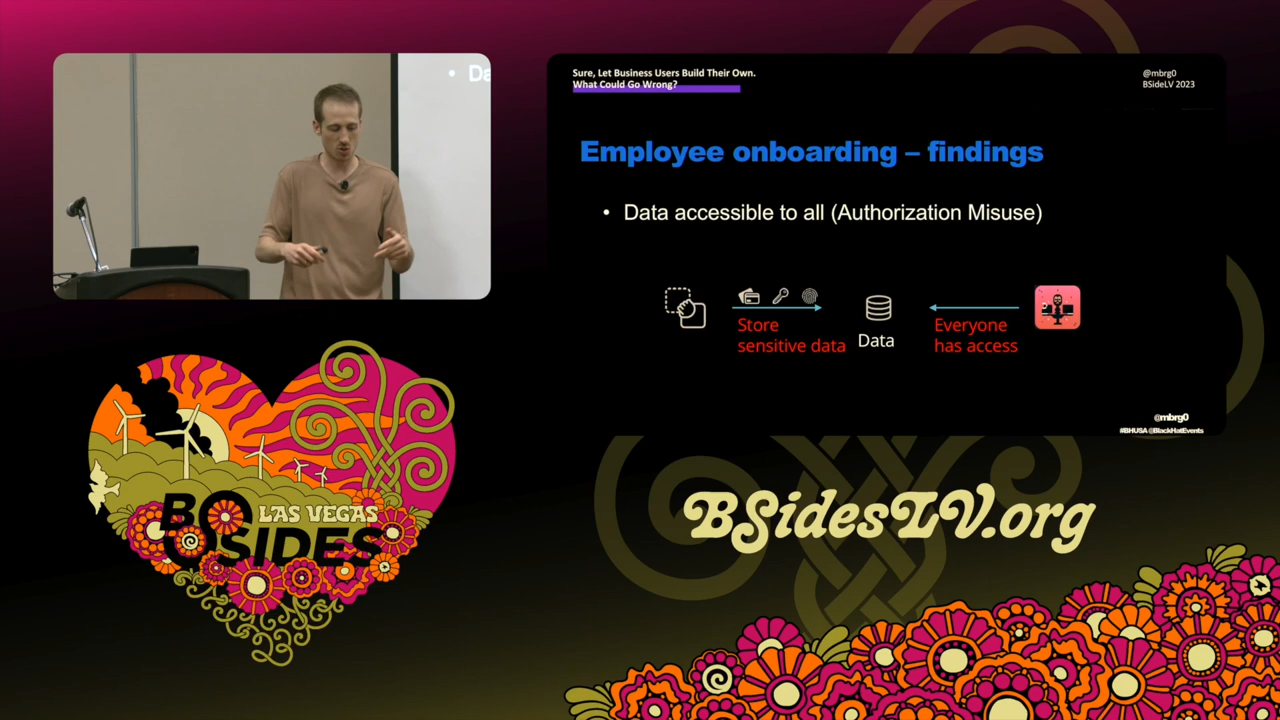 Da
Sure, Let Business Users Build Their Own.
What Could Go Wrong?
@mbrg0
BSideLV 2023
Employee onboarding – findings
• Data accessible to all (Authorization Misuse)
Store
sensitive data
Data
Everyone
has access
@mbrg0
#BHUSA @BlackHatEvents
LAS VEGAS
BSIDES
23
BSidesLV.org